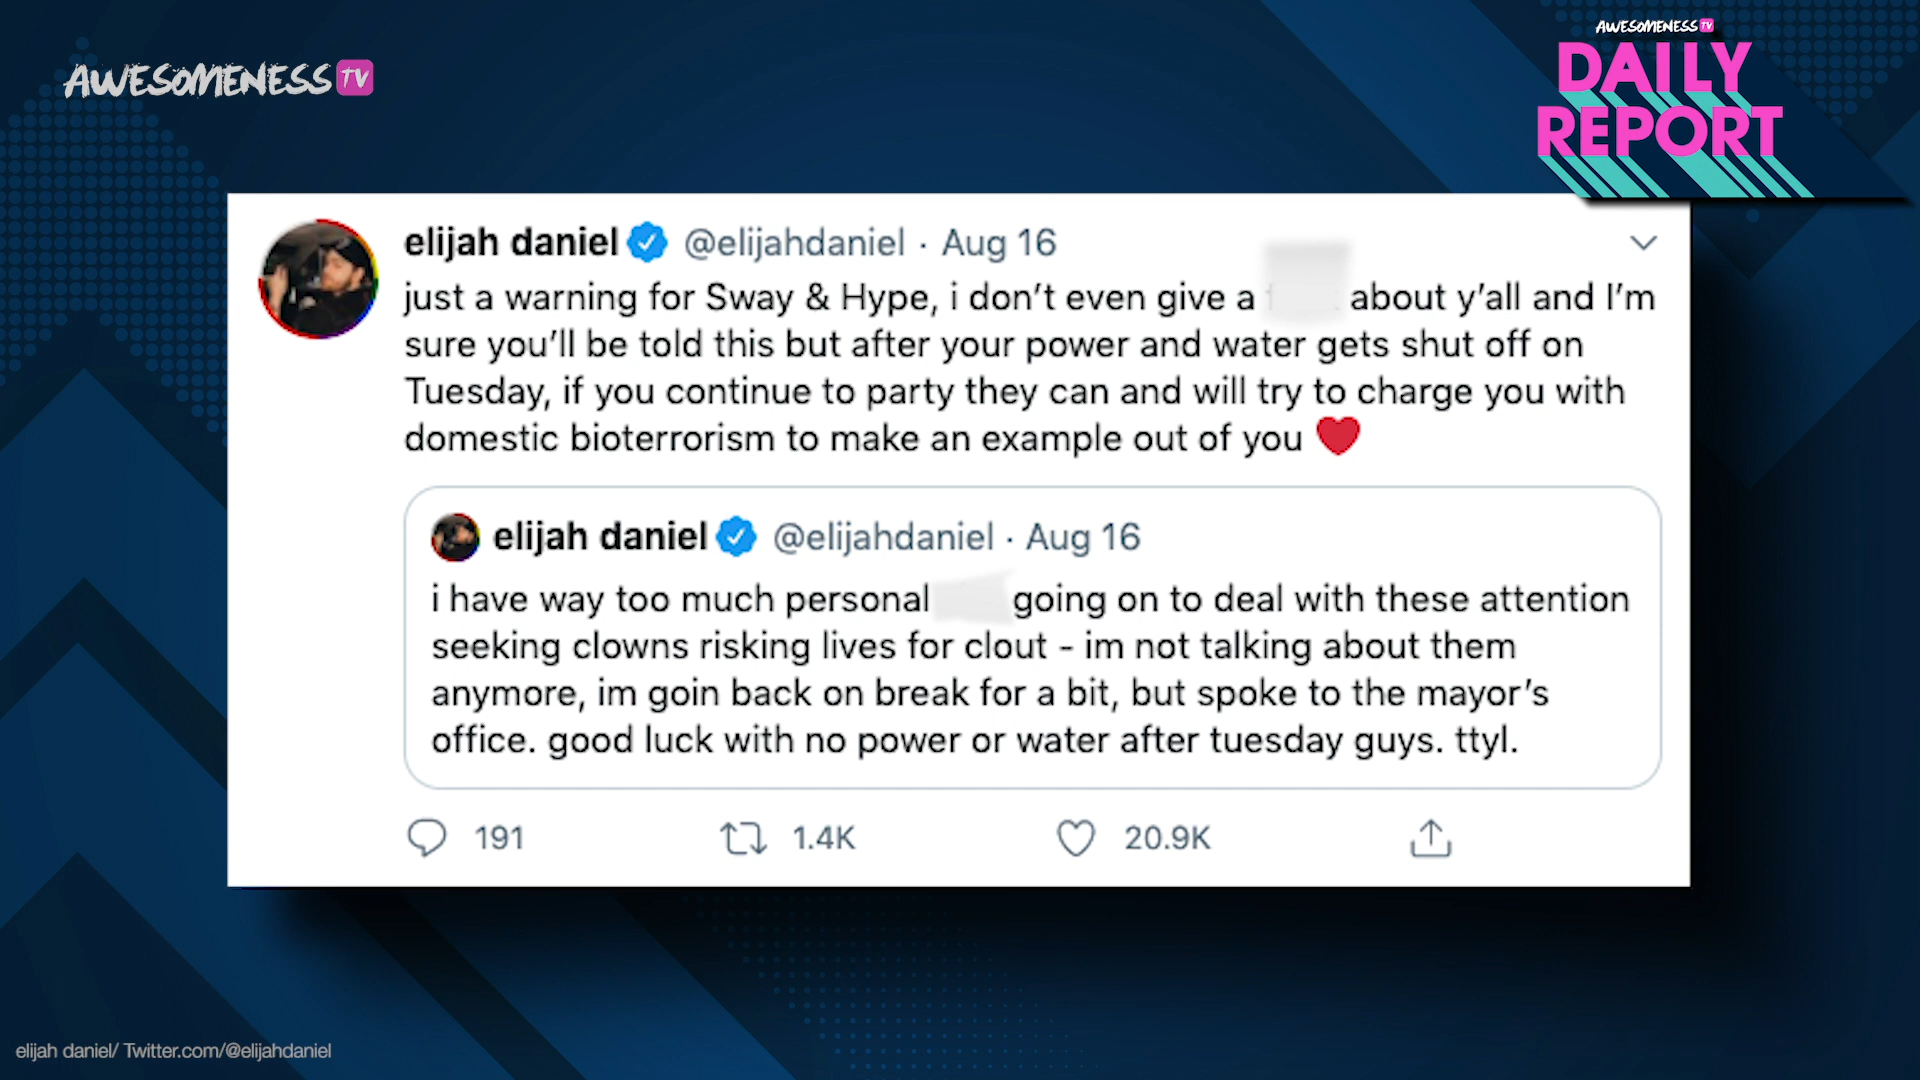 AWESOMENESS TV
AWESOMENESS TV
DAILY
REPORT
elijah daniel @elijahdaniel · Aug 16
just a warning for Sway & Hype, i don’t even give a about y’all and I’m
sure you’ll be told this but after your power and water gets shut off on
Tuesday, if you continue to party they can and will try to charge you with
domestic bioterrorism to make an example out of you ❤️
elijah daniel @elijahdaniel · Aug 16
i have way too much personal going on to deal with these attention
seeking clowns risking lives for clout - im not talking about them
anymore, im goin back on break for a bit, but spoke to the mayor’s
office. good luck with no power or water after tuesday guys. ttyl.
191 1.4K 20.9K
elijah daniel/ Twitter.com/@elijahdaniel